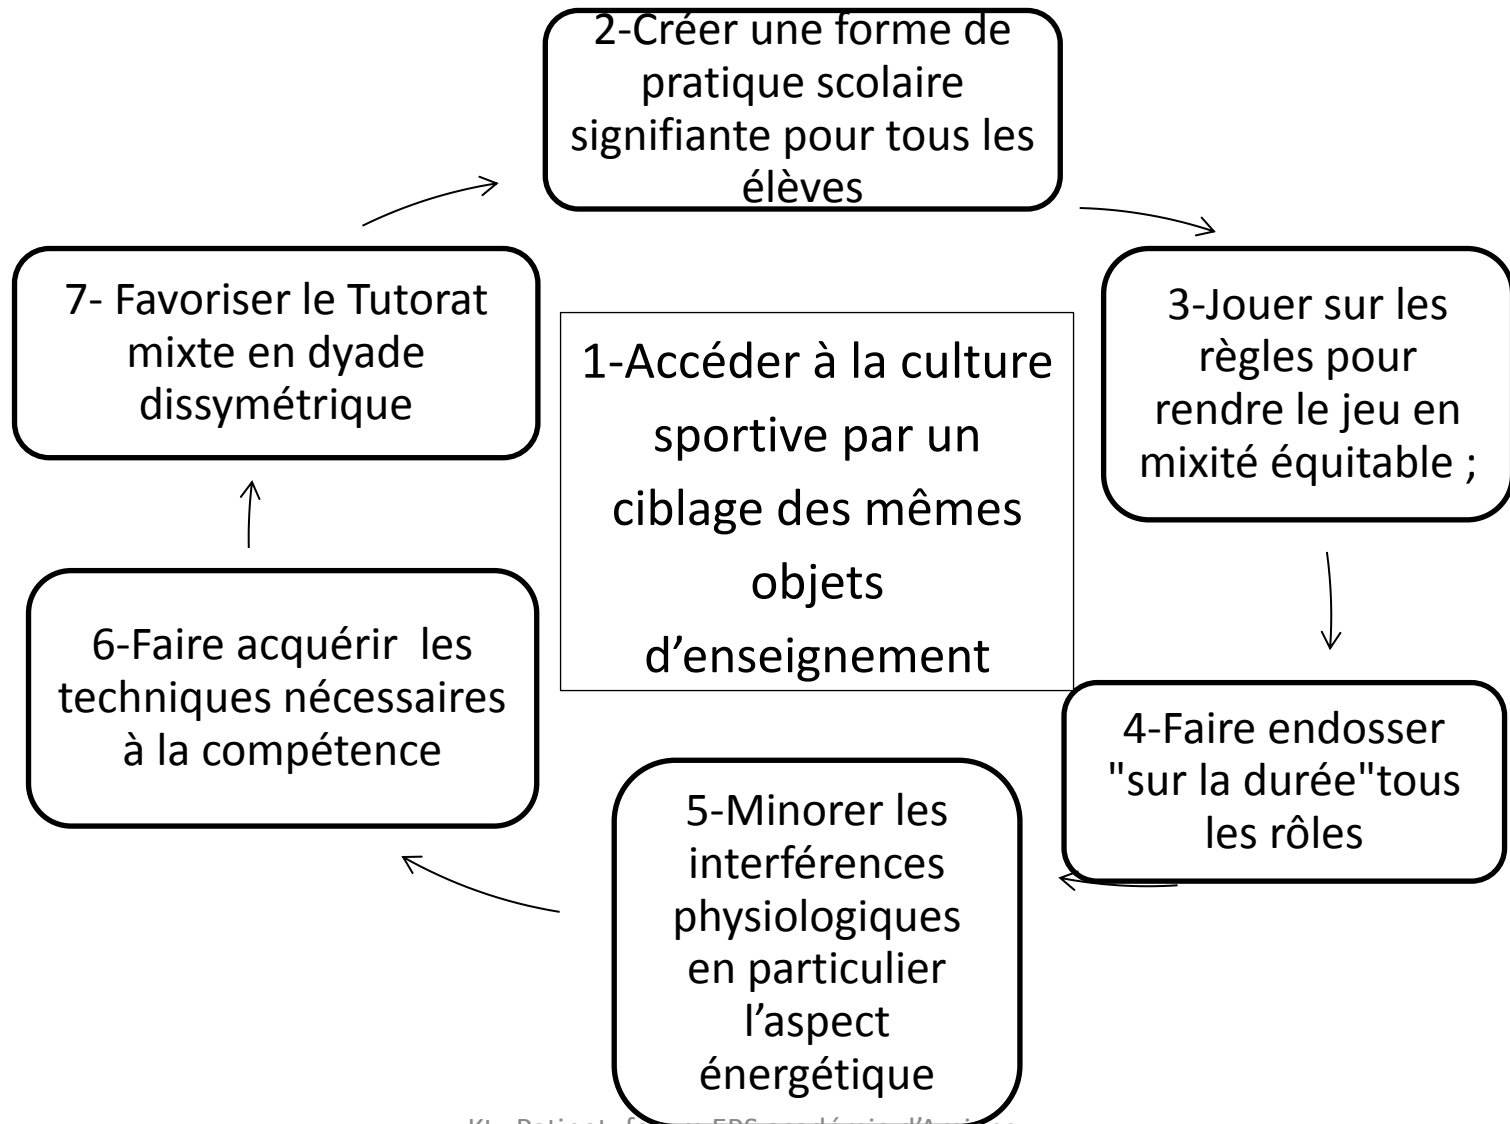 2-Créer une forme de
pratique scolaire
signifiante pour tous les
élèves
7- Favoriser le Tutorat
mixte en dyade
dissymétrique
1-Accéder à la culture
sportive par un
ciblage des mêmes
objets
d’enseignement
3-Jouer sur les
règles pour
rendre le jeu en
mixité équitable ;
6-Faire acquérir  les
techniques nécessaires
à la compétence
4-Faire endosser
"sur la durée"tous
les rôles
5-Minorer les
interférences
physiologiques
en particulier
l’aspect
énergétique
EPS académie